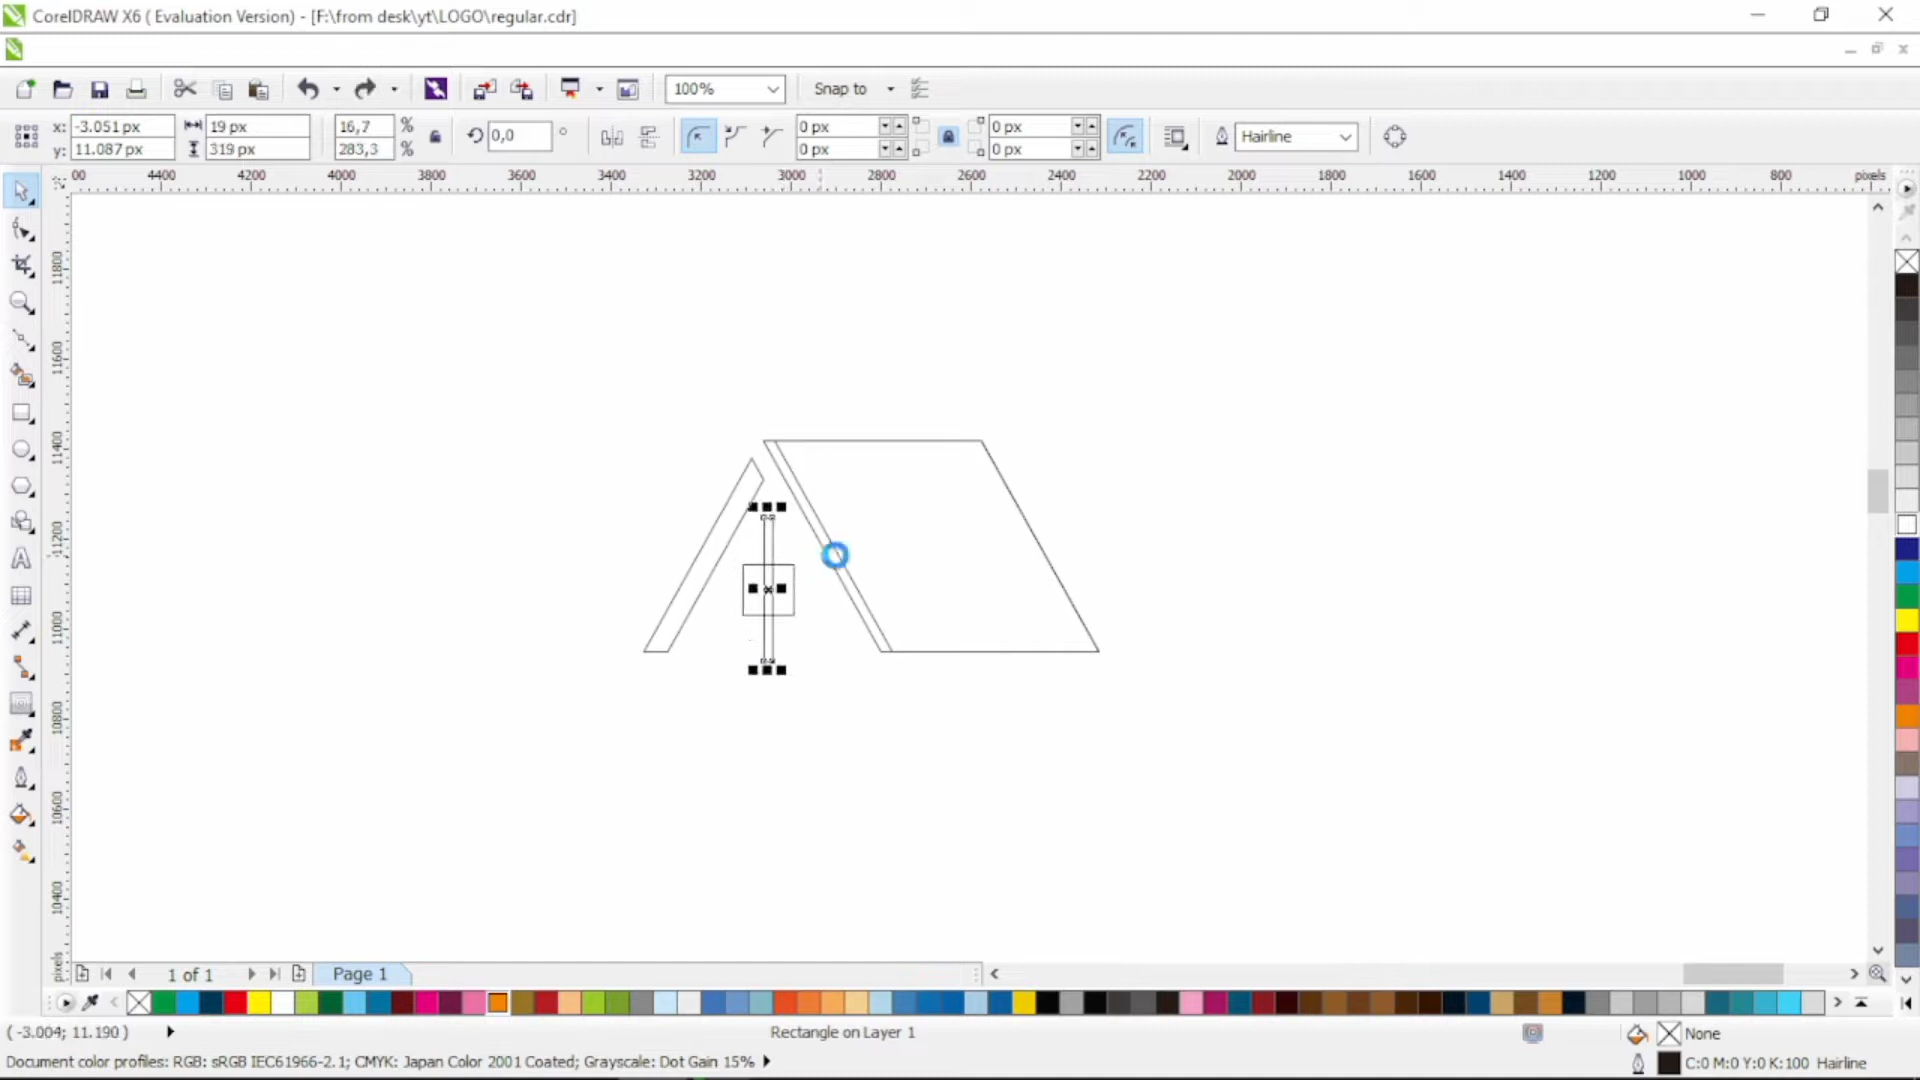 CorelDRAW X6 ( Evaluation Version) - [F:\from desk\yt\LOGO\regular.cdr]
100%
Snap to
x: -3.051 px
19 px
16,7 %
0,0 °
0 px
0 px
Hairline
y: 11.087 px
319 px
283,3 %
0 px
0 px
00 4400 4200 4000 3800 3600 3400 3200 3000 2800 2600 2400 2200 2000 1800 1600 1400 1200 1000 800 pixels
11800
11600
11400
11200
11000
10800
10600
10400
pixels
1 of 1
Page 1
( -3.004; 11.190 )
Rectangle on Layer 1
None
Document color profiles: RGB: sRGB IEC61966-2.1; CMYK: Japan Color 2001 Coated; Grayscale: Dot Gain 15%
C:0 M:0 Y:0 K:100 Hairline